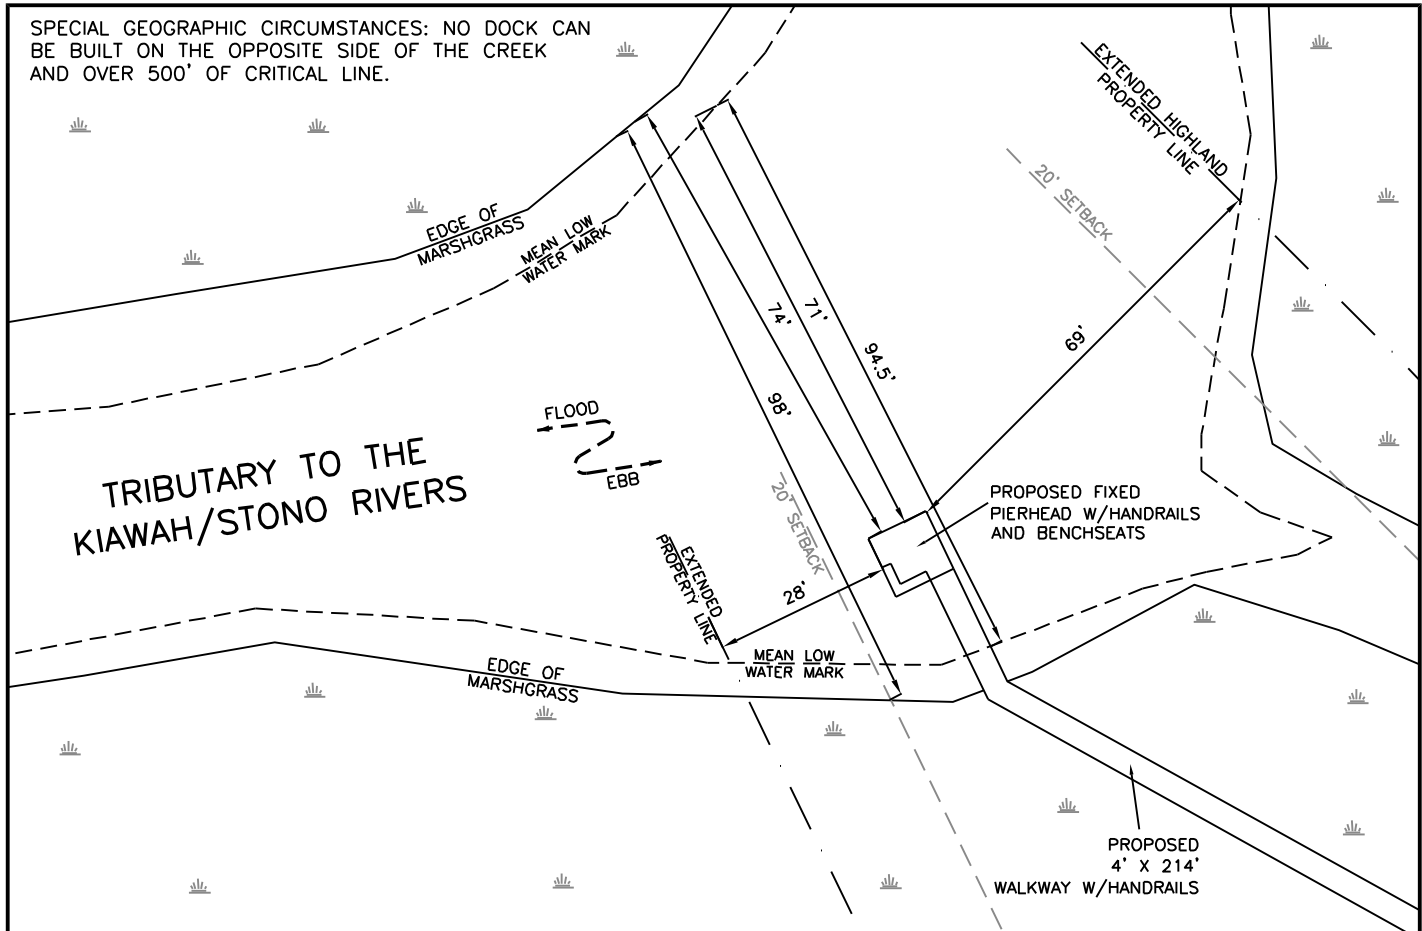 SPECIAL GEOGRAPHIC CIRCUMSTANCES: NO DOCK CAN
BE BUILT ON THE OPPOSITE SIDE OF THE CREEK
AND OVER 500' OF CRITICAL LINE.
EXTENDED HIGHLAND
PROPERTY LINE
20' SETBACK
EDGE OF
MARSHGRASS
MEAN LOW
WATER MARK
74'
71'
94.5'
98'
69'
FLOOD
EBB
TRIBUTARY TO THE
KIAWAH/STONO RIVERS
20' SETBACK
PROPOSED FIXED
PIERHEAD W/HANDRAILS
AND BENCHSEATS
EXTENDED
PROPERTY LINE
28'
MEAN LOW
WATER MARK
EDGE OF
MARSHGRASS
PROPOSED
4' X 214'
WALKWAY W/HANDRAILS